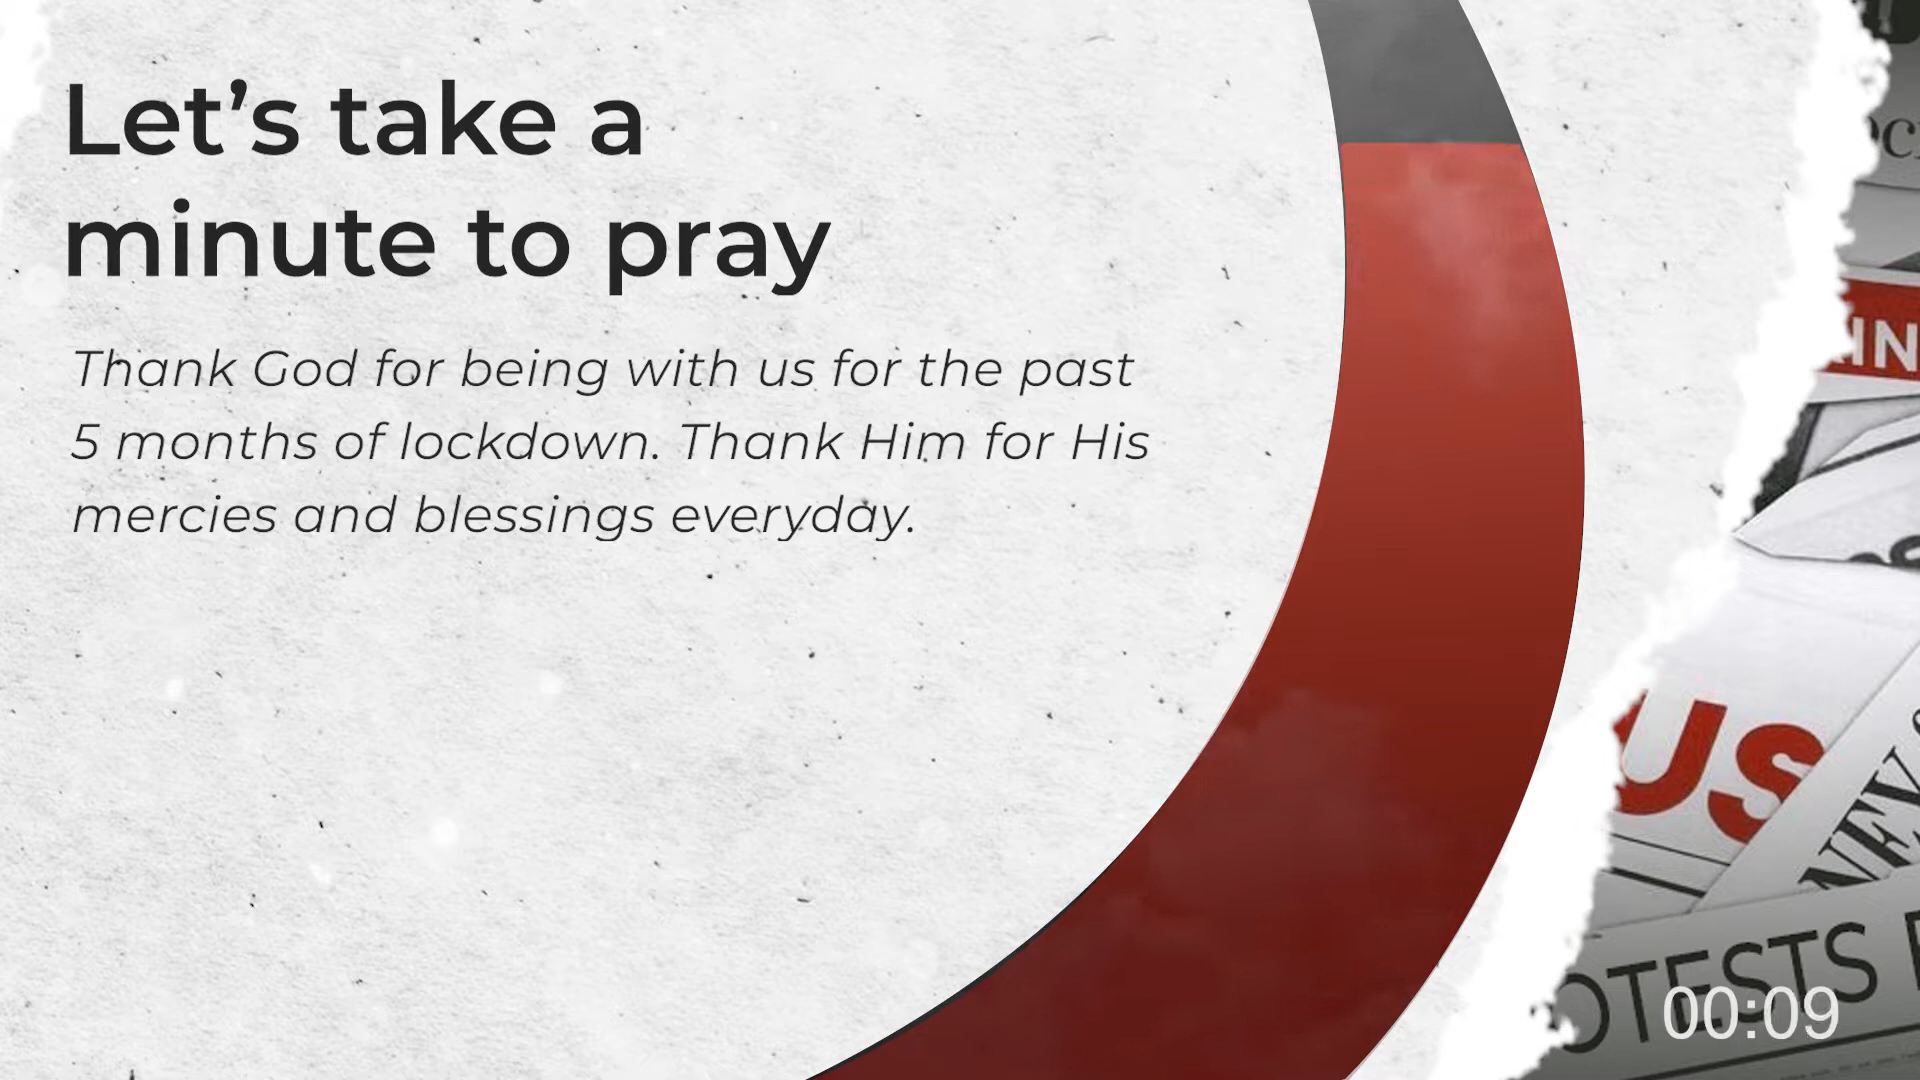 Let’s take a
minute to pray
Thank God for being with us for the past
5 months of lockdown. Thank Him for His
mercies and blessings everyday.
US
00:09